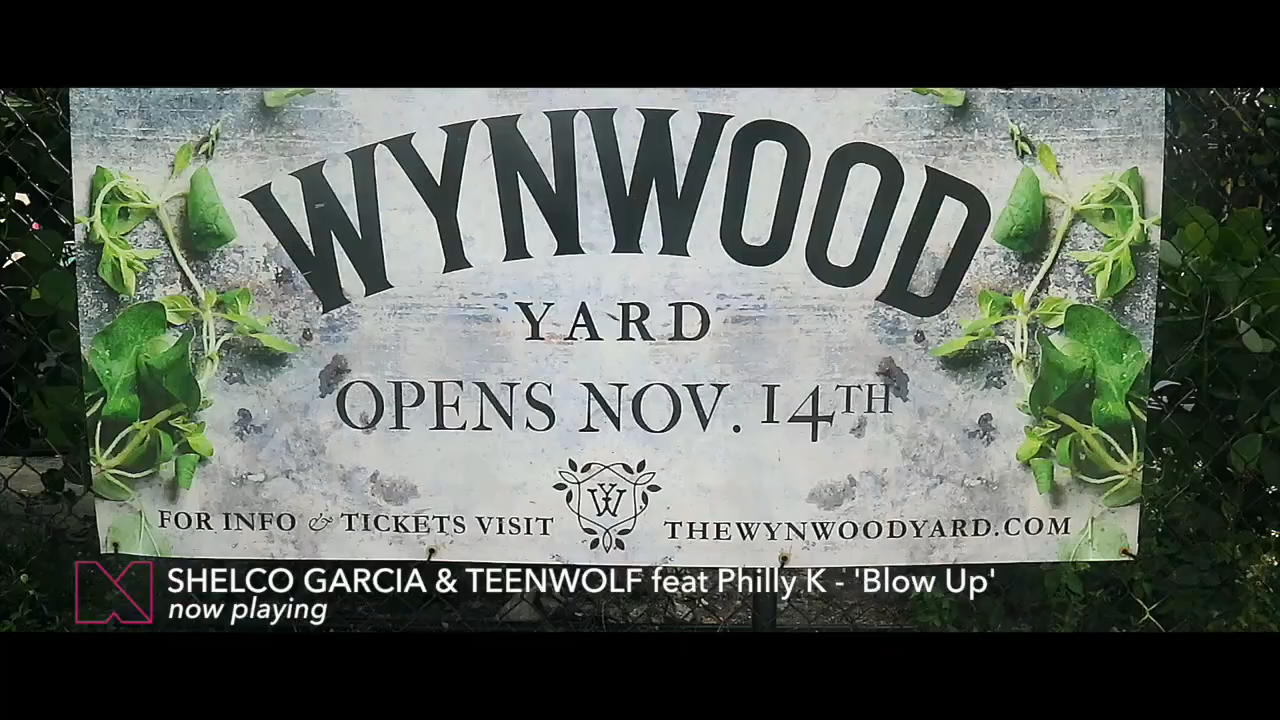 WYNWOOD
YARD
OPENS NOV. 14TH
YW
FOR INFO & TICKETS VISIT THEWYNWOODYARD.COM
SHELCO GARCIA & TEENWOLF feat Philly K - 'Blow Up'
now playing